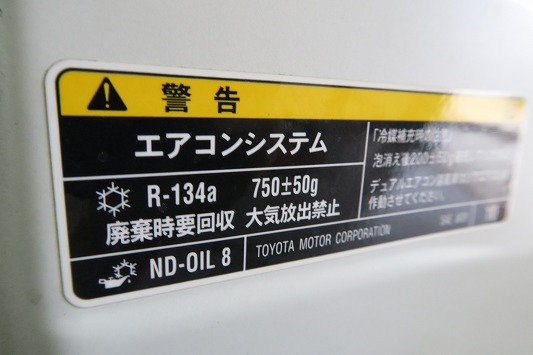 警告
エアコンシステム
R-134a 750±50g
廃棄時要回収 大気放出禁止
ND-OIL 8
TOYOTA MOTOR CORPORATION
「冷媒補充時の
泡消え後200±50g
デュアルエアコン
作動させてください。